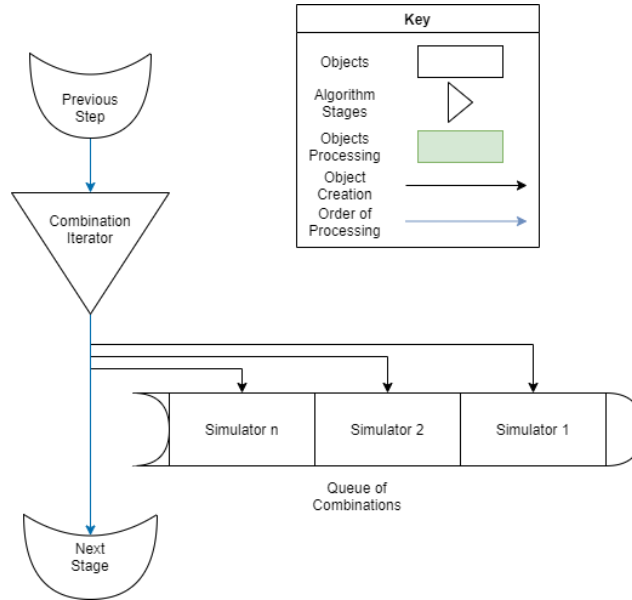 Key
Objects
Algorithm
Stages
Objects
Processing
Object
Creation
Order of
Processing
Previous
Step
Combination
Iterator
Simulator n
Simulator 2
Simulator 1
Queue of
Combinations
Next
Stage